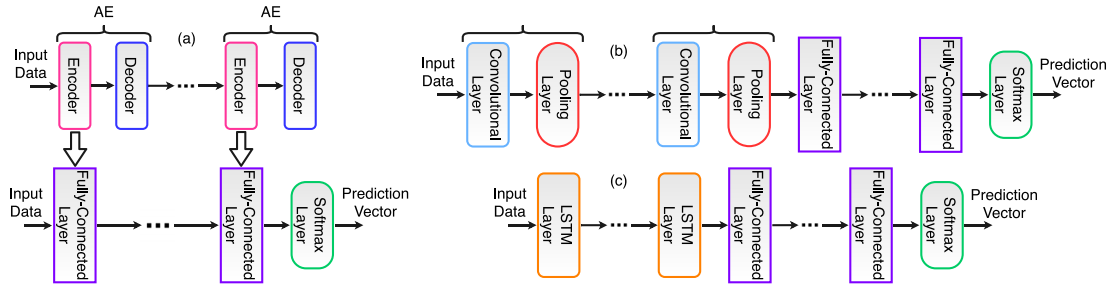 AE
AE
(a)
Input
Data
Encoder
Decoder
Encoder
Decoder
Input
Data
Fully-Connected
Layer
Fully-Connected
Layer
Softmax
Layer
Prediction
Vector
(b)
Input
Data
Convolutional
Layer
Pooling
Layer
Convolutional
Layer
Pooling
Layer
Fully-Connected
Layer
Fully-Connected
Layer
Softmax
Layer
Prediction
Vector
(c)
Input
Data
LSTM
Layer
LSTM
Layer
Fully-Connected
Layer
Fully-Connected
Layer
Softmax
Layer
Prediction
Vector